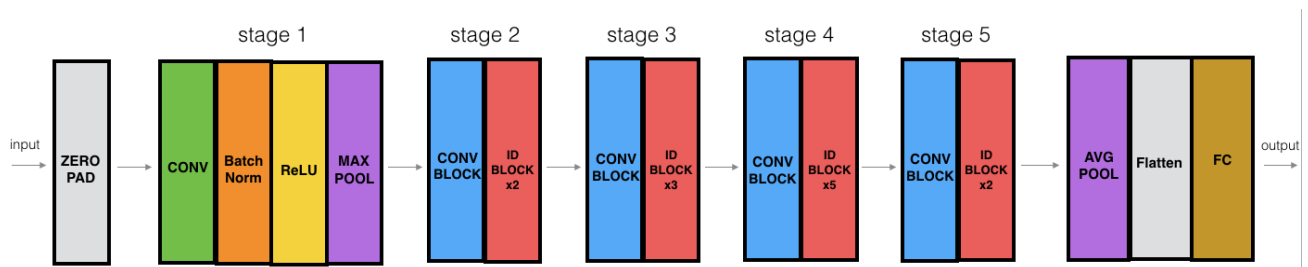 stage 1
stage 2
stage 3
stage 4
stage 5
input
ZERO
PAD
CONV
Batch
Norm
ReLU
MAX
POOL
CONV
BLOCK
ID
BLOCK
x2
CONV
BLOCK
ID
BLOCK
x3
CONV
BLOCK
ID
BLOCK
x5
CONV
BLOCK
ID
BLOCK
x2
AVG
POOL
Flatten
FC
output